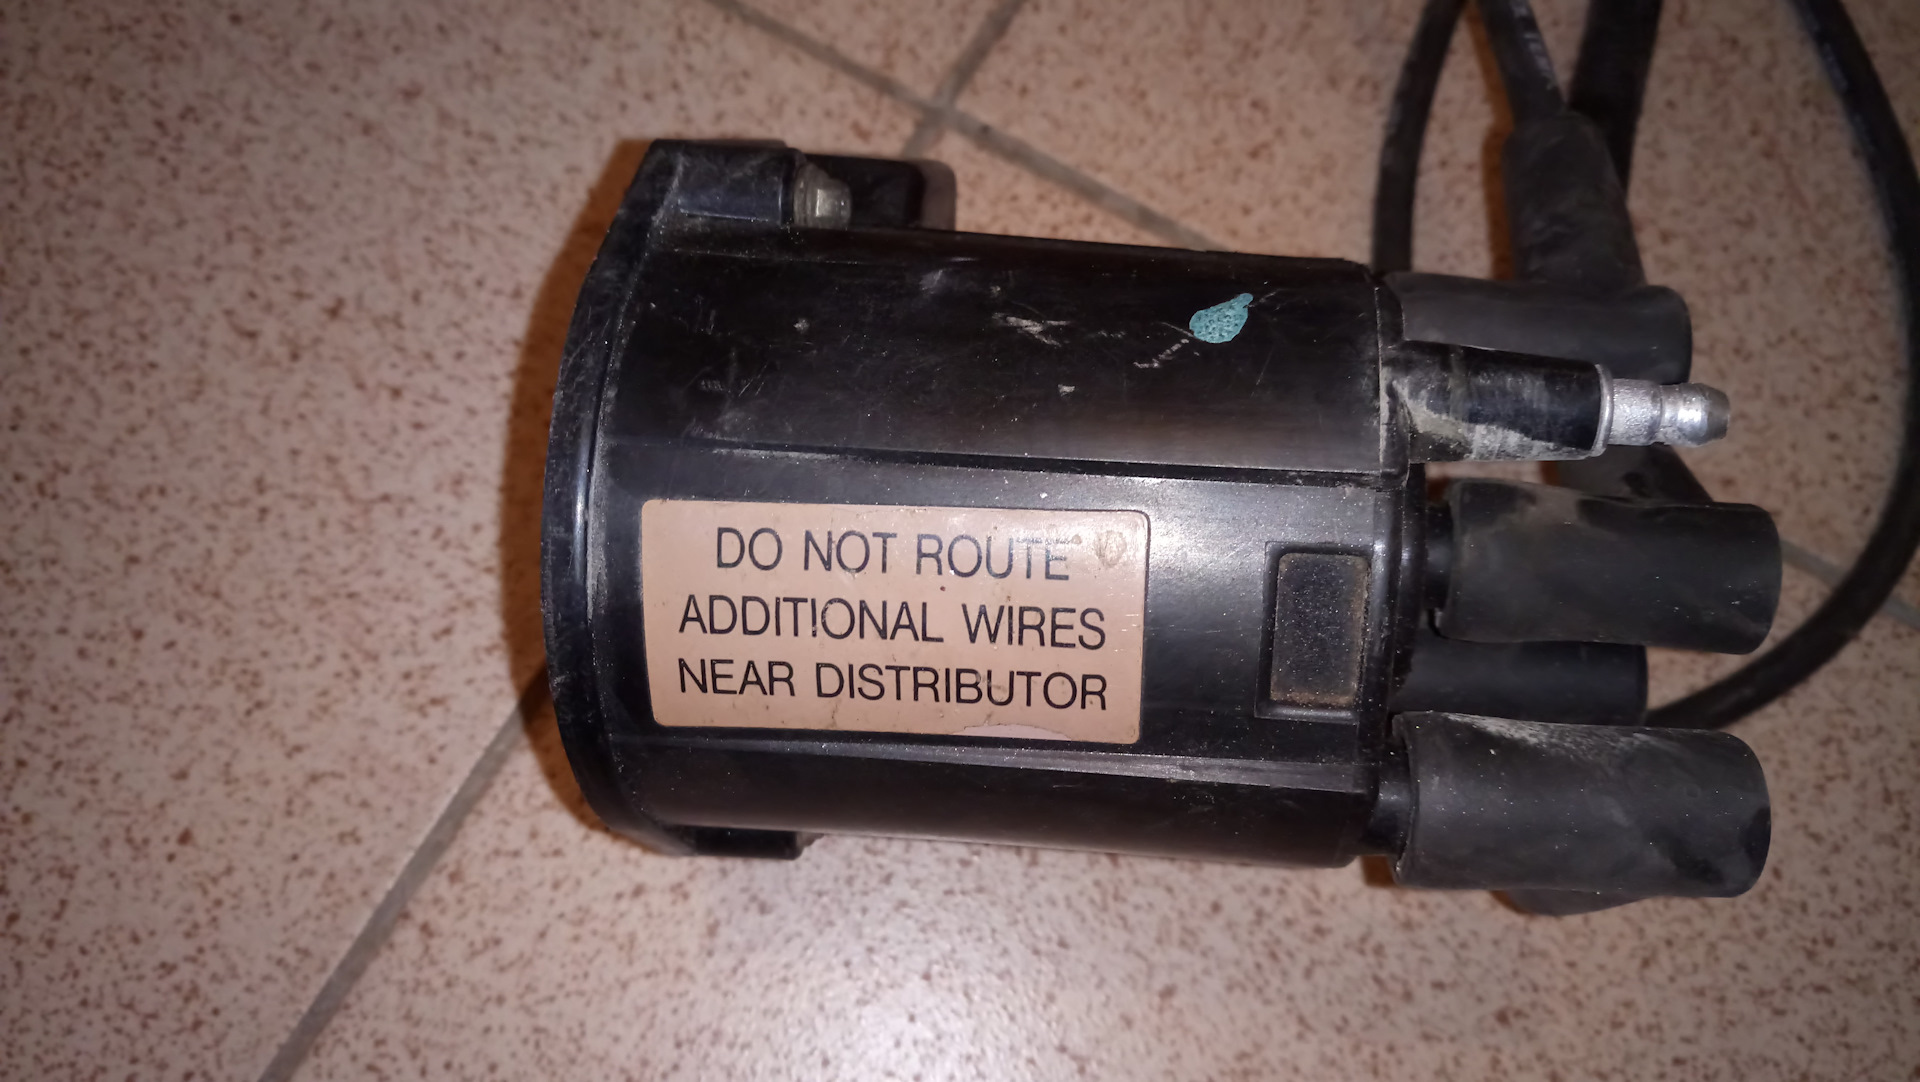 DO NOT ROUTE
ADDITIONAL WIRES
NEAR DISTRIBUTOR